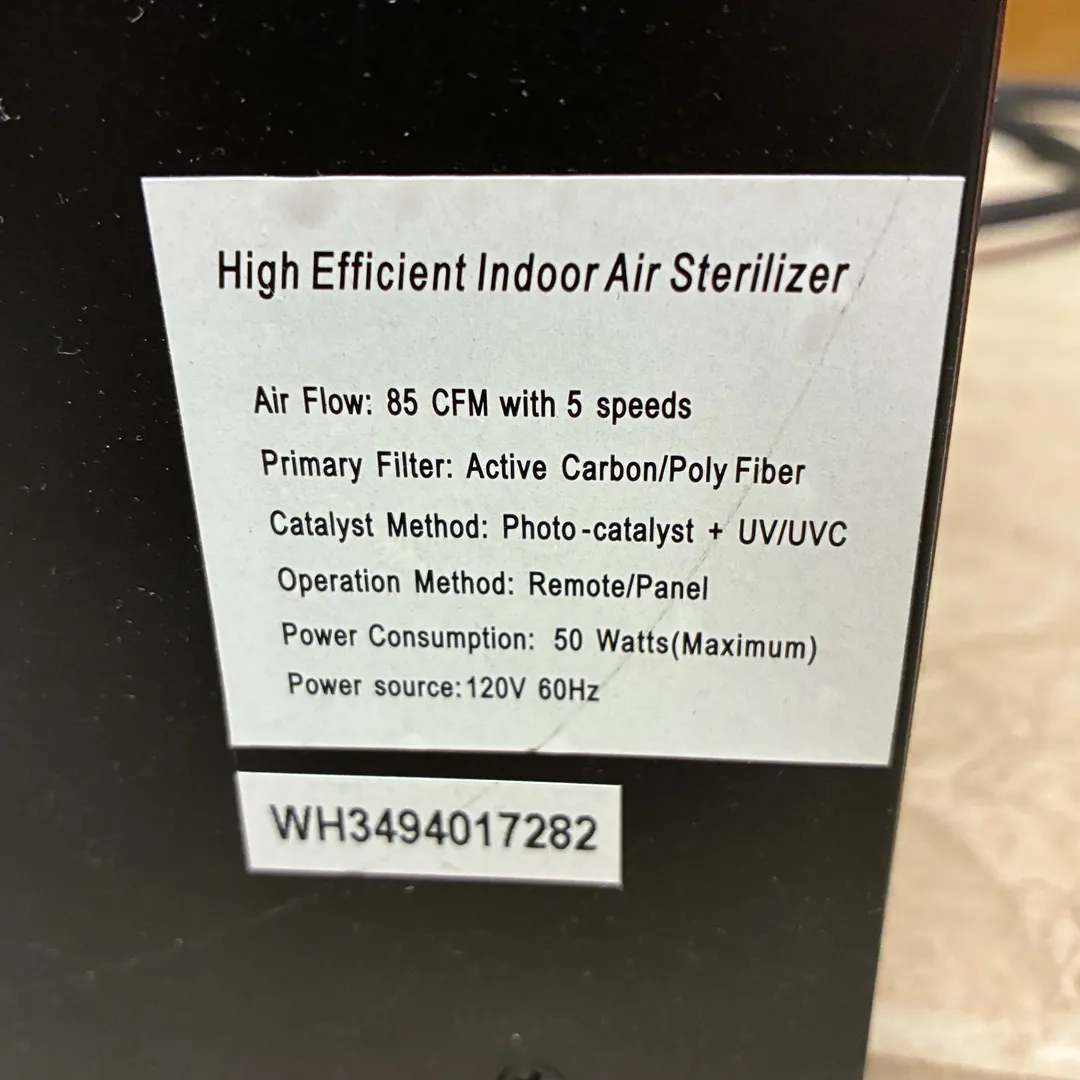 High Efficient Indoor Air Sterilizer
Air Flow: 85 CFM with 5 speeds
Primary Filter: Active Carbon/Poly Fiber
Catalyst Method: Photo-catalyst + UV/UVC
Operation Method: Remote/Panel
Power Consumption: 50 Watts(Maximum)
Power source:120V 60Hz
WH3494017282